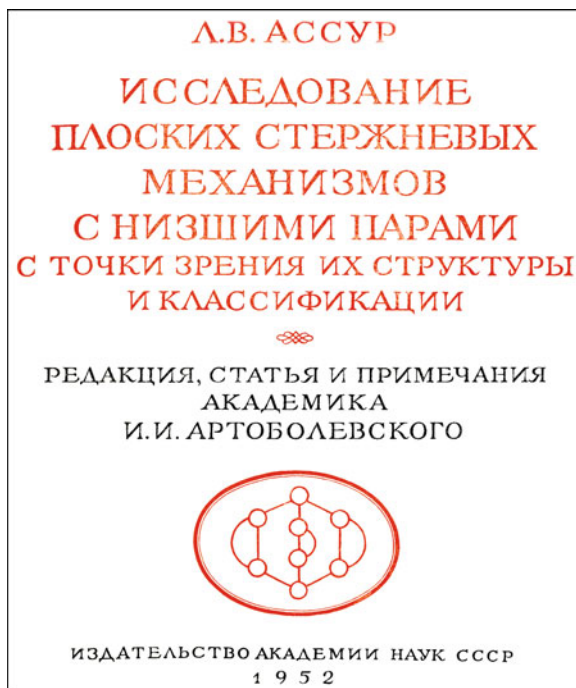 Л.В. АССУР
ИССЛЕДОВАНИЕ
ПЛОСКИХ СТЕРЖНЕВЫХ
МЕХАНИЗМОВ
С НИЗШИМИ ПАРАМИ
С ТОЧКИ ЗРЕНИЯ ИХ СТРУКТУРЫ
И КЛАССИФИКАЦИИ
РЕДАКЦИЯ, СТАТЬЯ И ПРИМЕЧАНИЯ
АКАДЕМИКА
И.И. АРТОБОЛЕВСКОГО
ИЗДАТЕЛЬСТВО АКАДЕМИИ НАУК СССР
1952